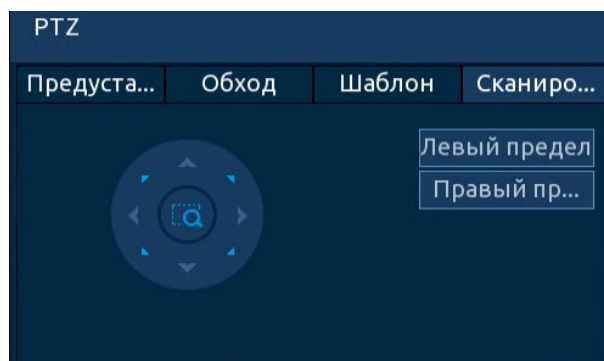 PTZ
Предуста... Обход Шаблон Сканиро...
Левый предел
Правый пр...